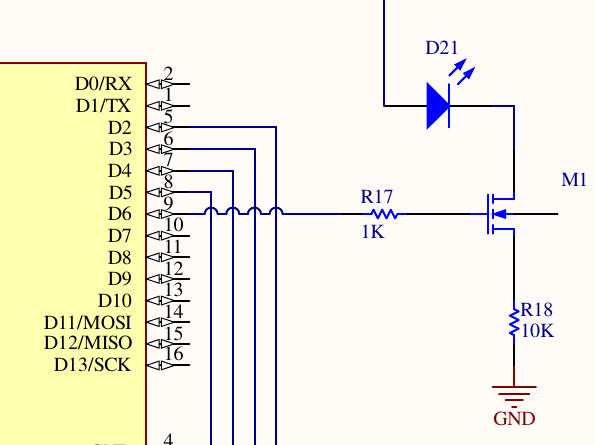 D21
D0/RX 2
D1/TX 1
D2 5
D3 6
D4 7
D5 8
D6 9
D7 10
D8 11
D9 12
D10 13
D11/MOSI 14
D12/MISO 15
D13/SCK 16
4
R17
1K
M1
R18
10K
GND